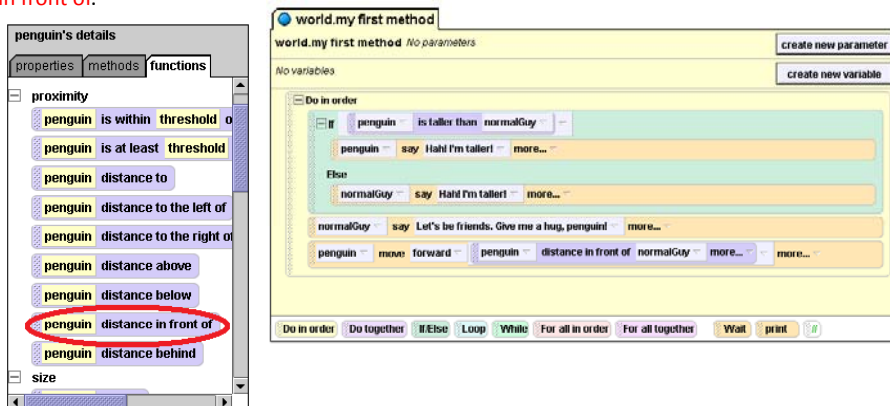 in front of.
penguin's details
properties methods functions
proximity
penguin is within threshold o
penguin is at least threshold
penguin distance to
penguin distance to the left of
penguin distance to the right of
penguin distance above
penguin distance below
penguin distance in front of
penguin distance behind
size
world.my first method
world.my first method No parameters
create new parameter
No variables
create new variable
Do in order
If penguin is taller than normalGuy
penguin say Hah! I'm taller! more...
Else
normalGuy say Hah! I'm taller! more...
normalGuy say Let's be friends. Give me a hug, penguin! more...
penguin move forward penguin distance in front of normalGuy more... more...
Do in order Do together If/Else Loop While For all in order For all together Wait print //